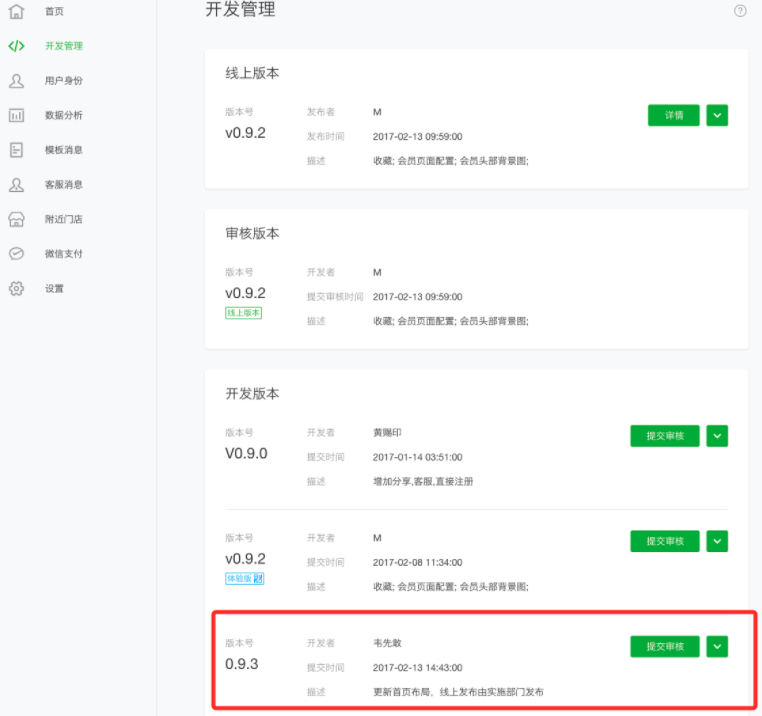 首页
开发管理
用户身份
数据分析
模板消息
客服消息
附近门店
微信支付
设置
开发管理
?
线上版本
版本号
v0.9.2
发布者 M
发布时间 2017-02-13 09:59:00
描述 收藏; 会员页面配置; 会员头部背景图;
详情
审核版本
版本号
v0.9.2
线上版本
开发者 M
提交审核时间 2017-02-13 09:59:00
描述 收藏; 会员页面配置; 会员头部背景图;
开发版本
版本号
V0.9.0
开发者 黄赐印
提交时间 2017-01-14 03:51:00
描述 增加分享,客服,直接注册
提交审核
版本号
v0.9.2
体验版
开发者 M
提交时间 2017-02-08 11:34:00
描述 收藏; 会员页面配置; 会员头部背景图;
提交审核
版本号
0.9.3
开发者 韦先敢
提交时间 2017-02-13 14:43:00
描述 更新首页布局、线上发布由实施部门发布
提交审核